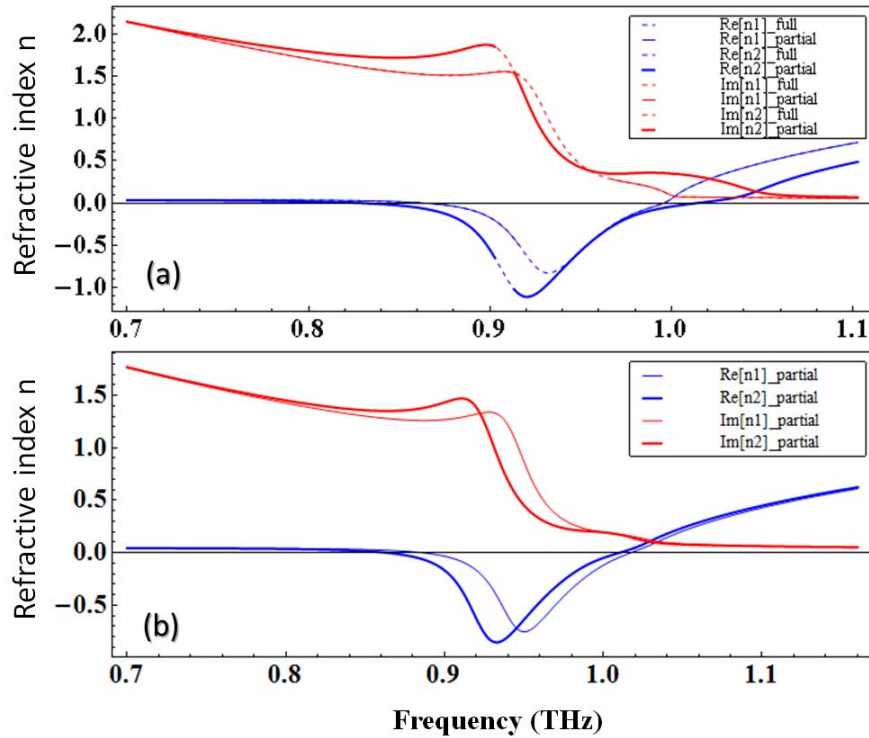 Refractive index n
2.0
1.5
1.0
0.5
0.0
−0.5
−1.0
Re[n1]_full
Re[n1]_partial
Re[n2]_full
Re[n2]_partial
Im[n1]_full
Im[n1]_partial
Im[n2]_full
Im[n2]_partial
(a)
0.7 0.8 0.9 1.0 1.1
Refractive index n
1.5
1.0
0.5
0.0
−0.5
Re[n1]_partial
Re[n2]_partial
Im[n1]_partial
Im[n2]_partial
(b)
0.7 0.8 0.9 1.0 1.1
Frequency (THz)